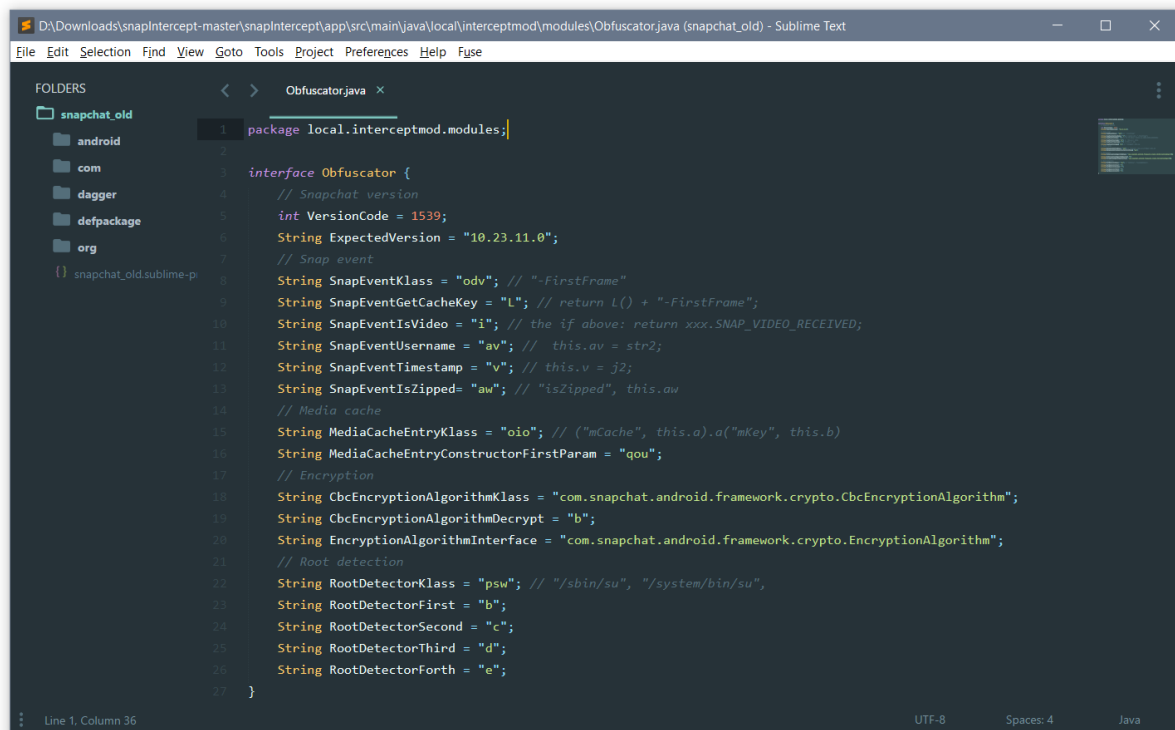 D:\Downloads\snapIntercept-master\snapIntercept\app\src\main\java\local\interceptmod\modules\Obfuscator.java (snapchat_old) - Sublime Text
File Edit Selection Find View Goto Tools Project Preferences Help Fuse
FOLDERS
snapchat_old
android
com
dagger
defpackage
org
{} snapchat_old.sublime-p
Obfuscator.java ×
1 package local.interceptmod.modules;
2
3 interface Obfuscator {
4 // Snapchat version
5 int VersionCode = 1539;
6 String ExpectedVersion = "10.23.11.0";
7 // Snap event
8 String SnapEventKlass = "odv"; // "-FirstFrame"
9 String SnapEventGetCacheKey = "L"; // return L() + "-FirstFrame";
10 String SnapEventIsVideo = "i"; // the if above: return xxx.SNAP_VIDEO_RECEIVED;
11 String SnapEventUsername = "av"; //  this.av = str2;
12 String SnapEventTimestamp = "v"; // this.v = j2;
13 String SnapEventIsZipped= "aw"; // "isZipped", this.aw
14 // Media cache
15 String MediaCacheEntryKlass = "oio"; // ("mCache", this.a).a("mKey", this.b)
16 String MediaCacheEntryConstructorFirstParam = "qou";
17 // Encryption
18 String CbcEncryptionAlgorithmKlass = "com.snapchat.android.framework.crypto.CbcEncryptionAlgorithm";
19 String CbcEncryptionAlgorithmDecrypt = "b";
20 String EncryptionAlgorithmInterface = "com.snapchat.android.framework.crypto.EncryptionAlgorithm";
21 // Root detection
22 String RootDetectorKlass = "psw"; // "/sbin/su", "/system/bin/su",
23 String RootDetectorFirst = "b";
24 String RootDetectorSecond = "c";
25 String RootDetectorThird = "d";
26 String RootDetectorForth = "e";
27 }
Line 1, Column 36 UTF-8 Spaces: 4 Java